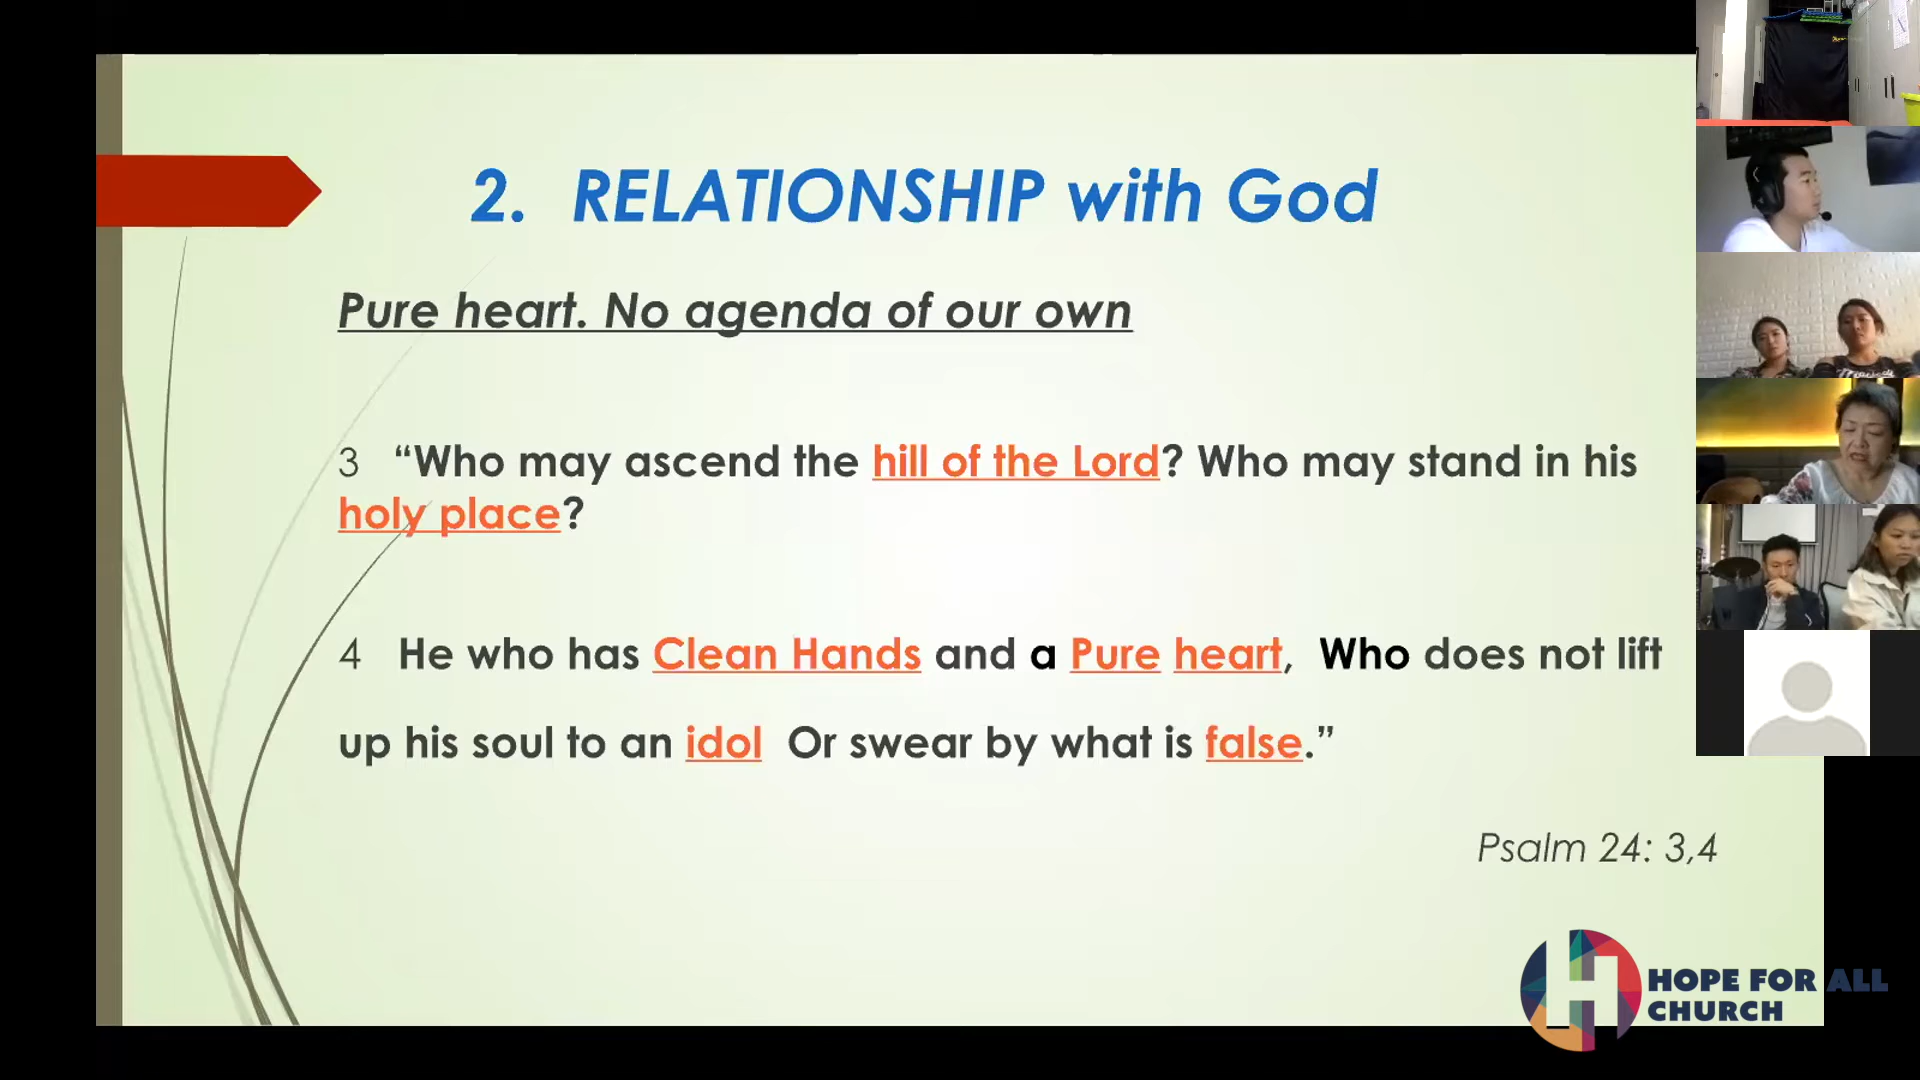 2. RELATIONSHIP with God
Pure heart. No agenda of our own
3 “Who may ascend the hill of the Lord? Who may stand in his
holy place?
4 He who has Clean Hands and a Pure heart, Who does not lift
up his soul to an idol Or swear by what is false.”
Psalm 24: 3,4
HOPE FOR ALL
CHURCH